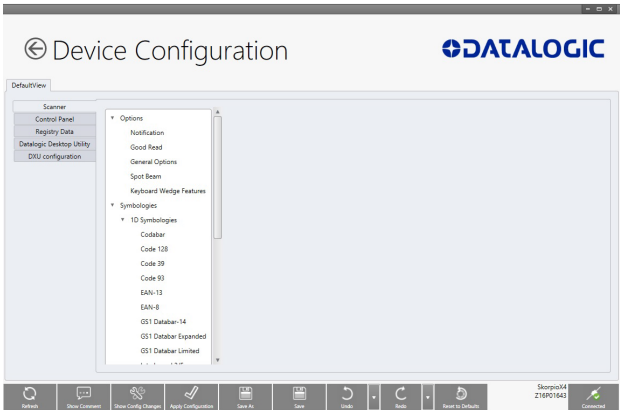 Device Configuration
DATALOGIC
DefaultView
Scanner
Control Panel
Registry Data
Datalogic Desktop Utility
DXU configuration
Options
Notification
Good Read
General Options
Spot Beam
Keyboard Wedge Features
Symbologies
1D Symbologies
Codabar
Code 128
Code 39
Code 93
EAN-13
EAN-8
GS1 Databar-14
GS1 Databar Expanded
GS1 Databar Limited
Refresh
Show Comment
Show Config Changes
Apply Configuration
Save As
Save
Undo
Redo
Reset to Defaults
SkorpioX4
Z16P01643
Connected